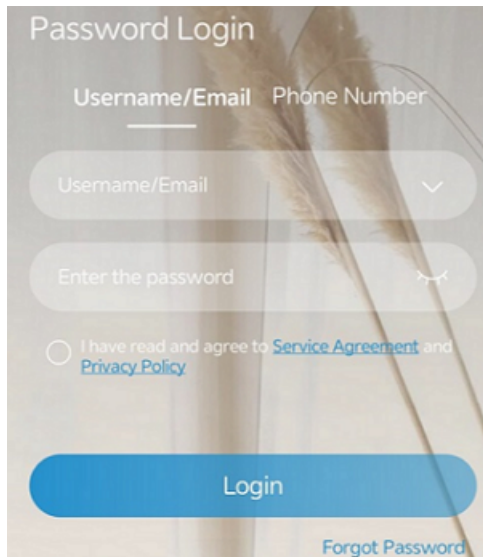 Password Login
Username/Email Phone Number
Username/Email
Enter the password
I have read and agree to Service Agreement and
Privacy Policy
Login
Forgot Password